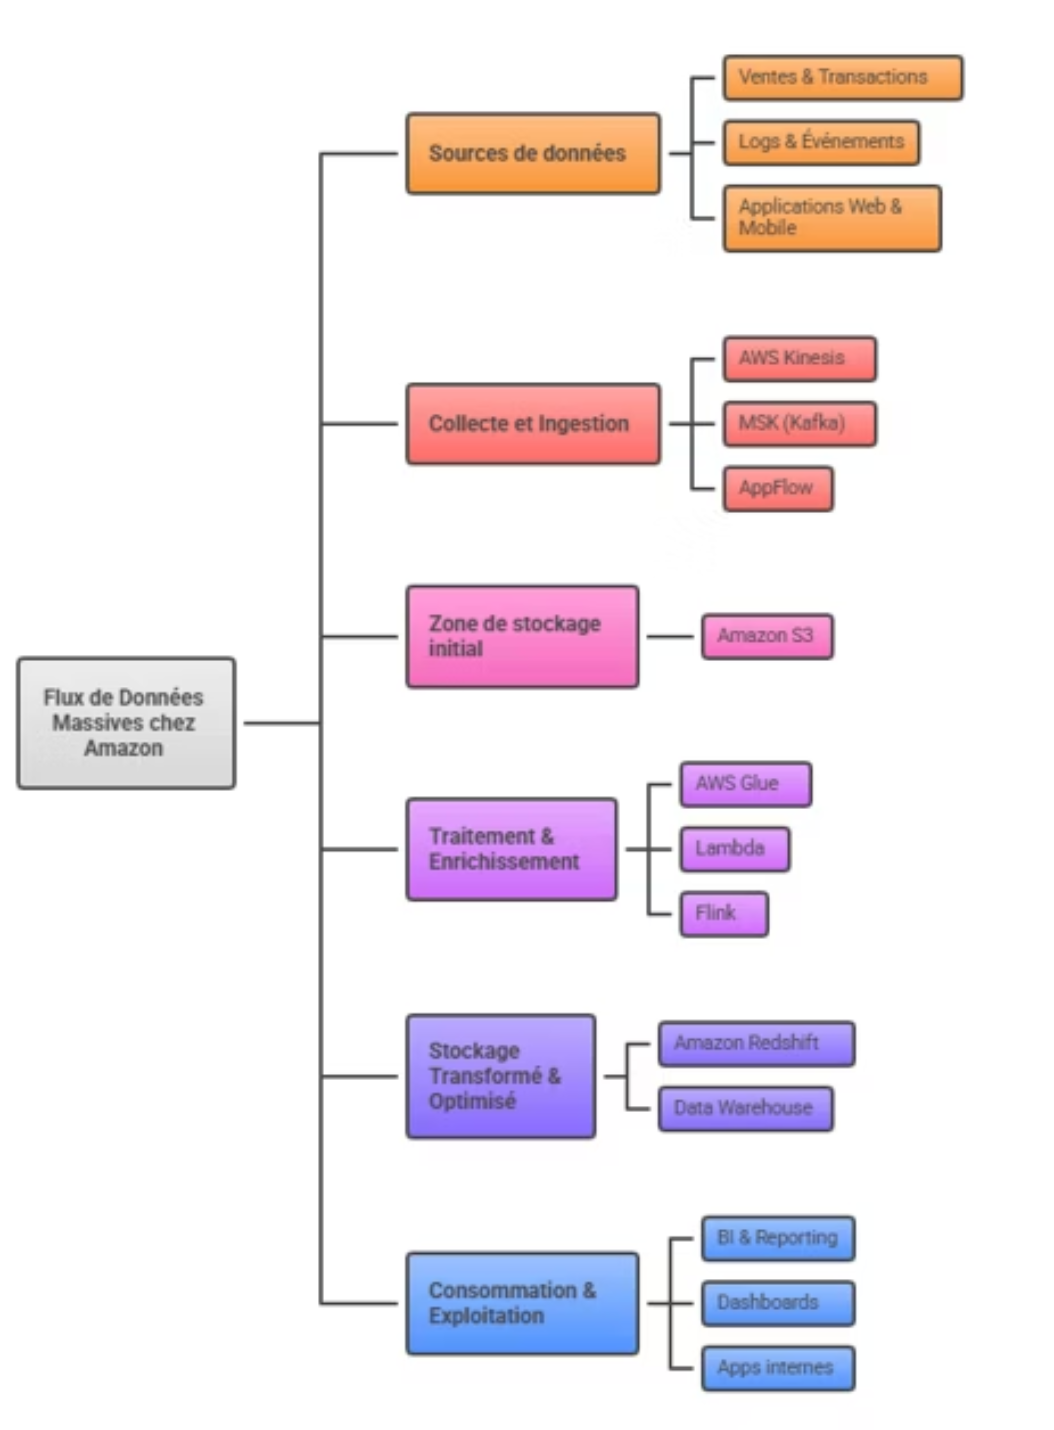 Flux de Données
Massives chez
Amazon
Sources de données
Ventes & Transactions
Logs & Événements
Applications Web &
Mobile
Collecte et Ingestion
AWS Kinesis
MSK (Kafka)
AppFlow
Zone de stockage
initial
Amazon S3
Traitement &
Enrichissement
AWS Glue
Lambda
Flink
Stockage
Transformé &
Optimisé
Amazon Redshift
Data Warehouse
Consommation &
Exploitation
BI & Reporting
Dashboards
Apps internes